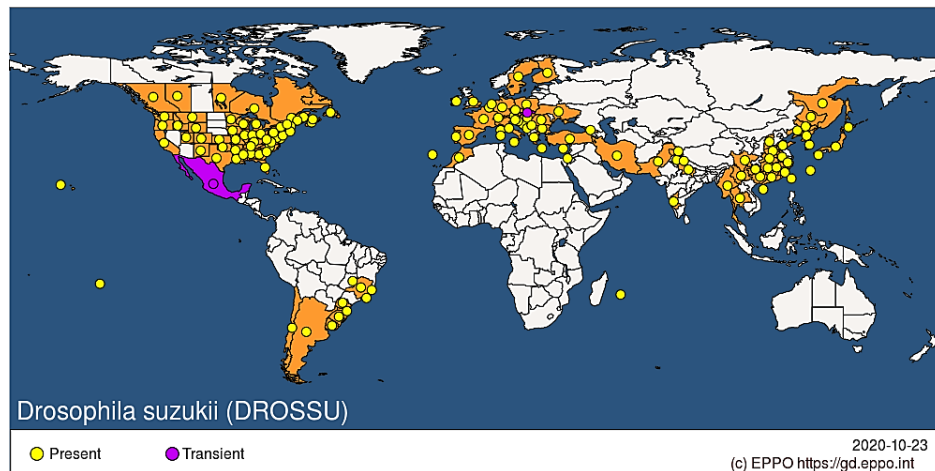 Drosophila suzukii (DROSSU)
Present
Transient
2020-10-23
(c) EPPO https://gd.eppo.int